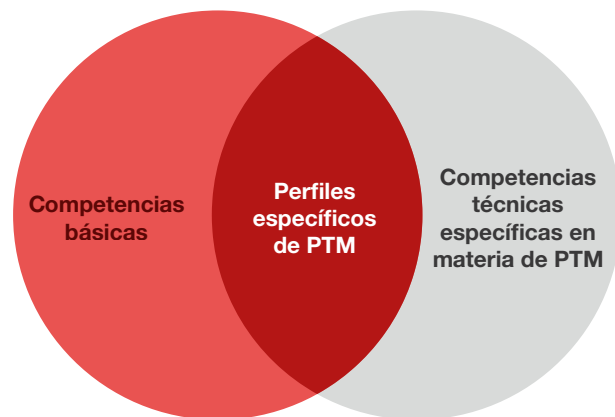 Competencias
básicas
Perfiles
específicos
de PTM
Competencias
técnicas
específicas en
materia de PTM